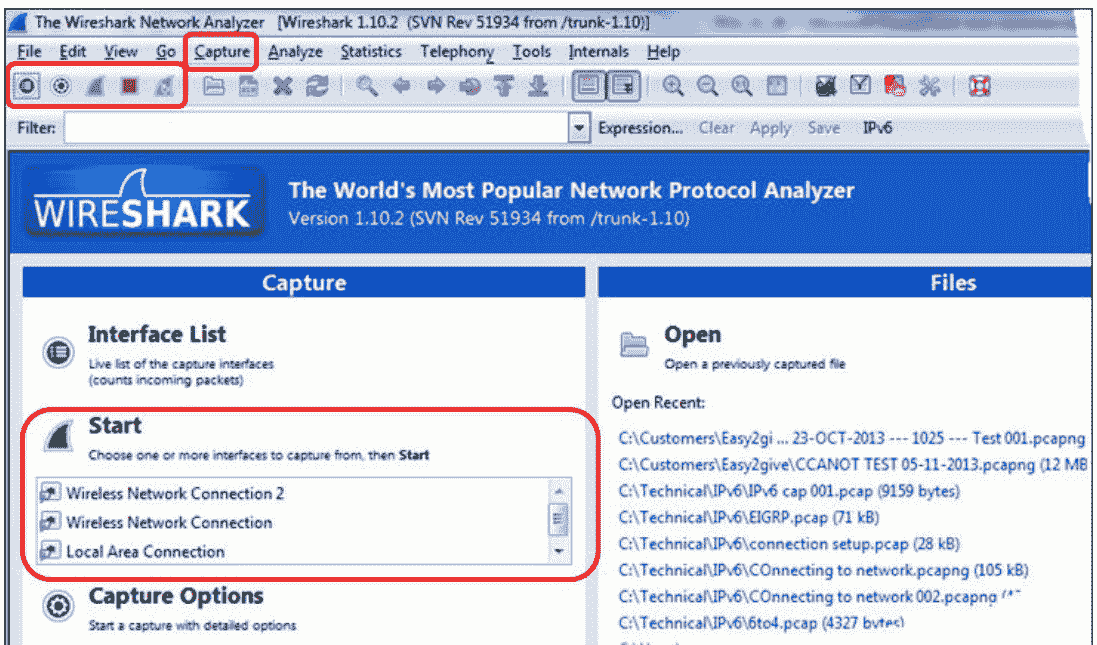 The Wireshark Network Analyzer [Wireshark 1.10.2 (SVN Rev 51934 from /trunk-1.10)]
File Edit View Go Capture Analyze Statistics Telephony Tools Internals Help
Filter: Expression... Clear Apply Save IPv6
WIRESHARK
The World's Most Popular Network Protocol Analyzer
Version 1.10.2 (SVN Rev 51934 from /trunk-1.10)
Capture
Interface List
Live list of the capture interfaces
(counts incoming packets)
Start
Choose one or more interfaces to capture from, then Start
Wireless Network Connection 2
Wireless Network Connection
Local Area Connection
Capture Options
Start a capture with detailed options
Files
Open
Open a previously captured file
Open Recent:
C:\Customers\Easy2gi ... 23-OCT-2013 --- 1025 --- Test 001.pcapng
C:\Customers\Easy2give\CCANOT TEST 05-11-2013.pcapng (12 MB
C:\Technical\IPv6\IPv6 cap 001.pcap (9159 bytes)
C:\Technical\IPv6\EIGRP.pcap (71 kB)
C:\Technical\IPv6\connection setup.pcap (28 kB)
C:\Technical\IPv6\COnnecting to network.pcapng (105 kB)
C:\Technical\IPv6\COnnecting to network 002.pcapng
C:\Technical\IPv6\6to4.pcap (4327 bytes)